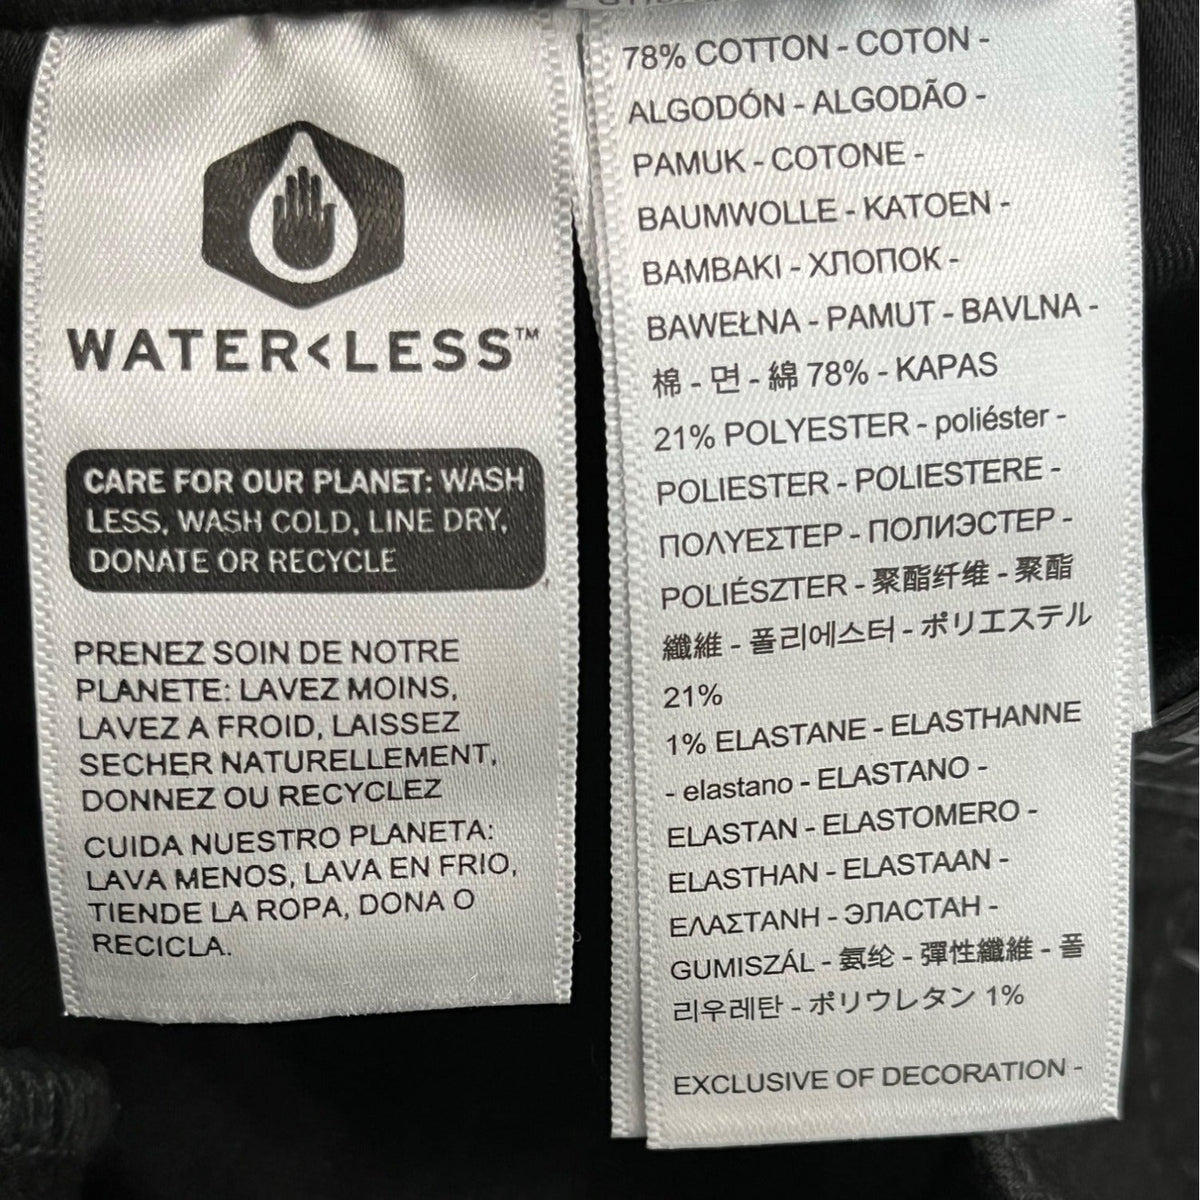 WATER<LESS™
CARE FOR OUR PLANET: WASH
LESS, WASH COLD, LINE DRY,
DONATE OR RECYCLE
PRENEZ SOIN DE NOTRE
PLANETE: LAVEZ MOINS,
LAVEZ A FROID, LAISSEZ
SECHER NATURELLEMENT,
DONNEZ OU RECYCLEZ
CUIDA NUESTRO PLANETA:
LAVA MENOS, LAVA EN FRIO,
TIENDE LA ROPA, DONA O
RECICLA.
78% COTTON - COTON -
ALGODÓN - ALGODÃO -
PAMUK - COTONE -
BAUMWOLLE - KATOEN -
BAMBAKI - ХЛОПОК -
BAWEŁNA - PAMUT - BAVLNA -
棉 - 면 - 綿 78% - KAPAS
21% POLYESTER - poliéster -
POLIESTER - POLIESTERE -
ΠΟΛΥΕΣΤΕΡ - ПОЛИЭСТЕР -
POLIÉSZTER - 聚酯纤维 - 聚酯
纖維 - 폴리에스터 - ポリエステル
21%
1% ELASTANE - ELASTHANNE
- elastano - ELASTANO -
ELASTAN - ELASTOMERO -
ELASTHAN - ELASTAAN -
ΕΛΑΣΤΑΝΗ - ЭЛАСТАН -
GUMISZÁL - 氨纶 - 彈性纖維 - 폴
리우레탄 - ポリウレタン 1%
EXCLUSIVE OF DECORATION -